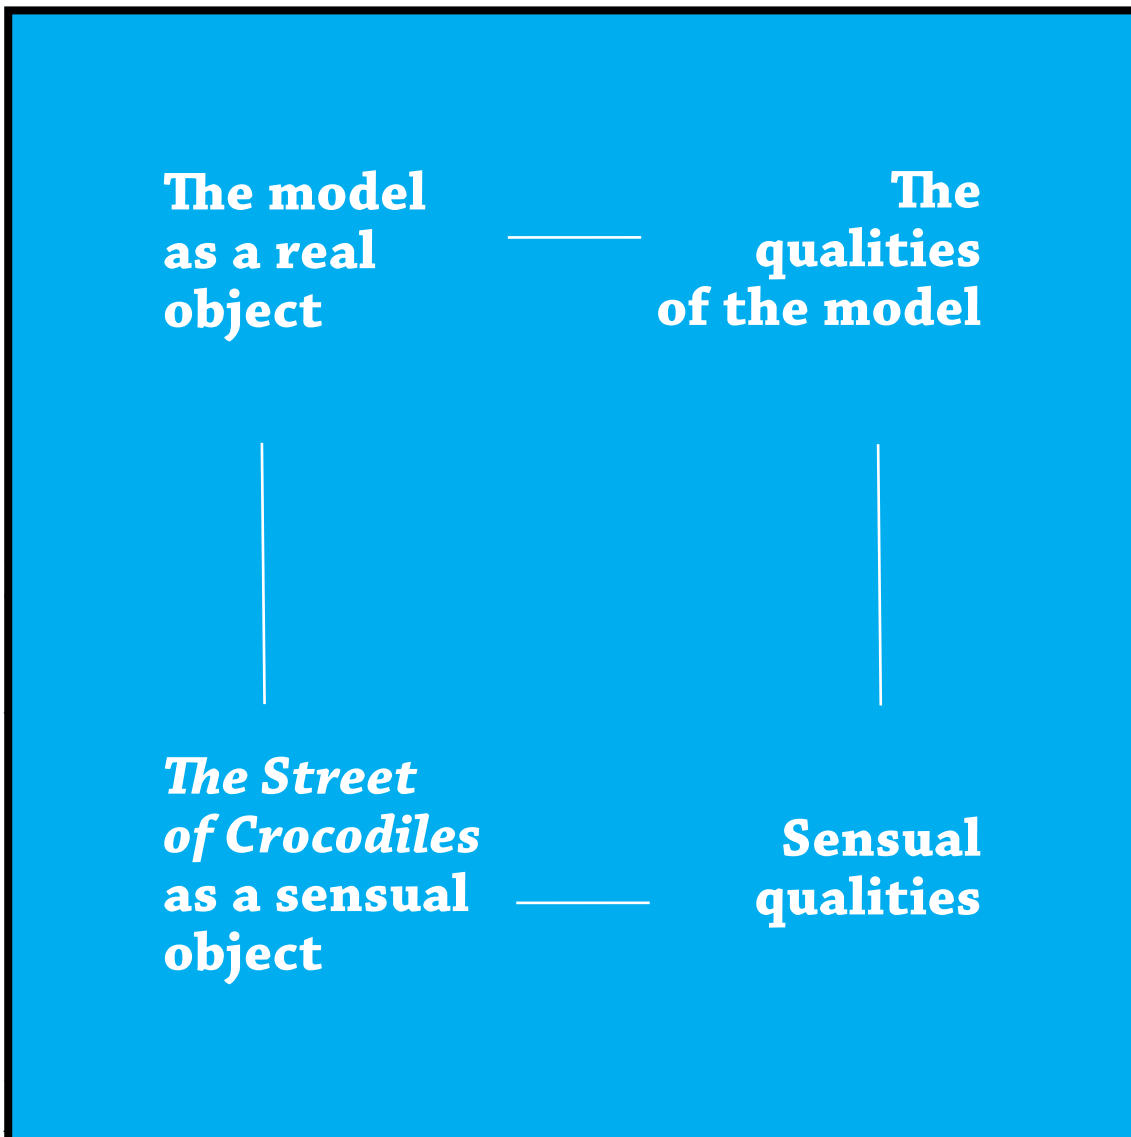 The model
as a real
object
The
qualities
of the model
The Street
of Crocodiles
as a sensual
object
Sensual
qualities